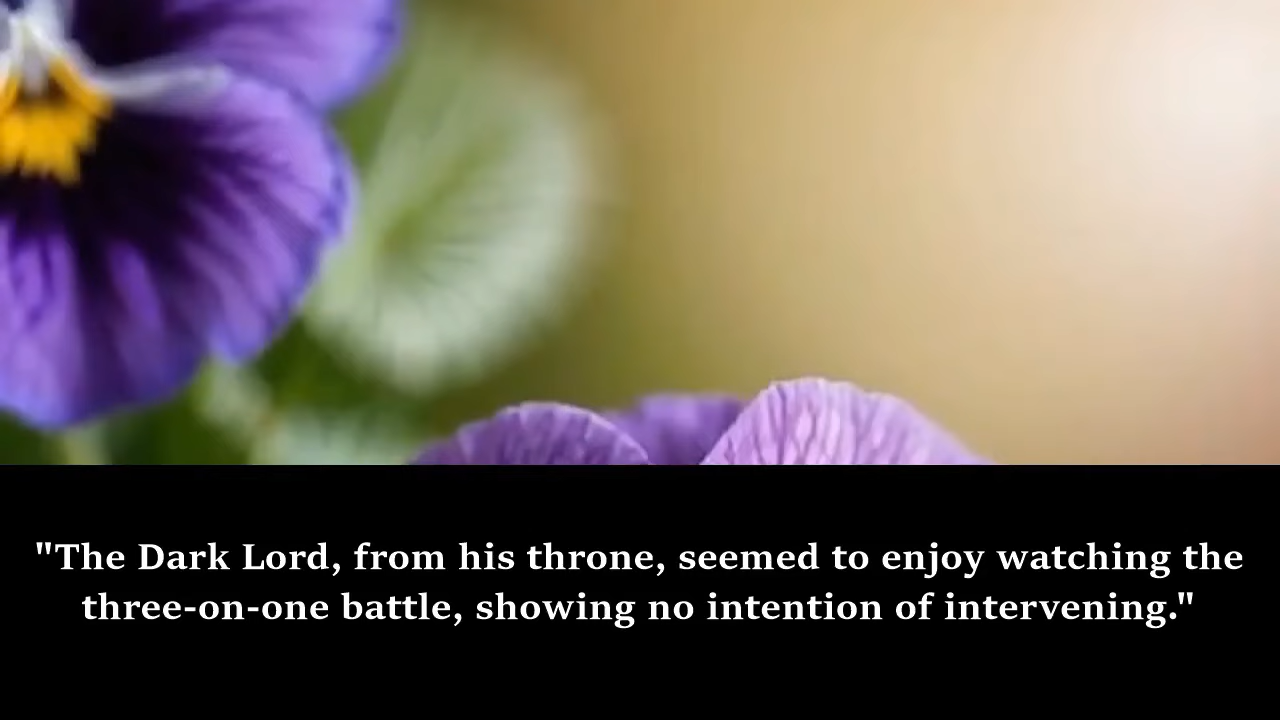 "The Dark Lord, from his throne, seemed to enjoy watching the
three-on-one battle, showing no intention of intervening."